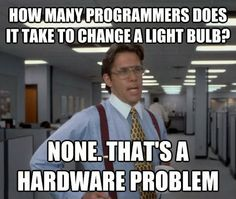 HOW MANY PROGRAMMERS DOES
IT TAKE TO CHANGE A LIGHT BULB?
NONE. THAT'S A
HARDWARE PROBLEM